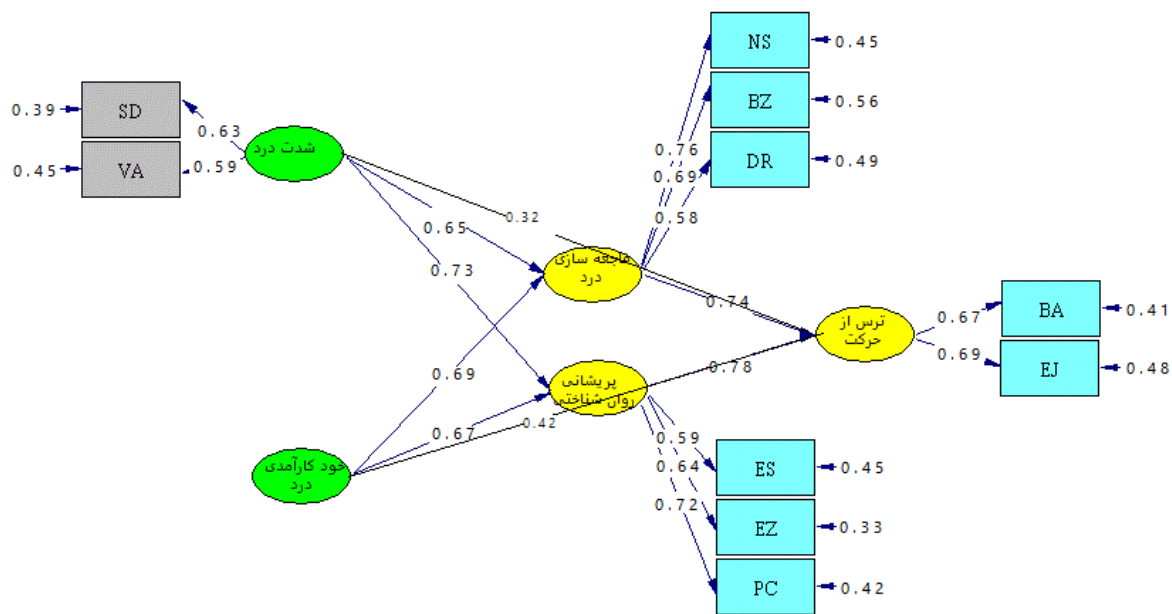 NS
0.45
BZ
0.56
DR
0.49
0.39
SD
0.63
VA
0.45
0.59
شدت درد
0.76
0.69
0.58
0.32
0.65
0.73
فاجعه سازی
درد
0.74
ترس از
حرکت
0.67
BA
0.41
0.69
EJ
0.48
پریشانی
روان شناختی
0.78
0.69
0.67
0.42
خود کارآمدی
درد
0.59
0.64
0.72
ES
0.45
EZ
0.33
PC
0.42